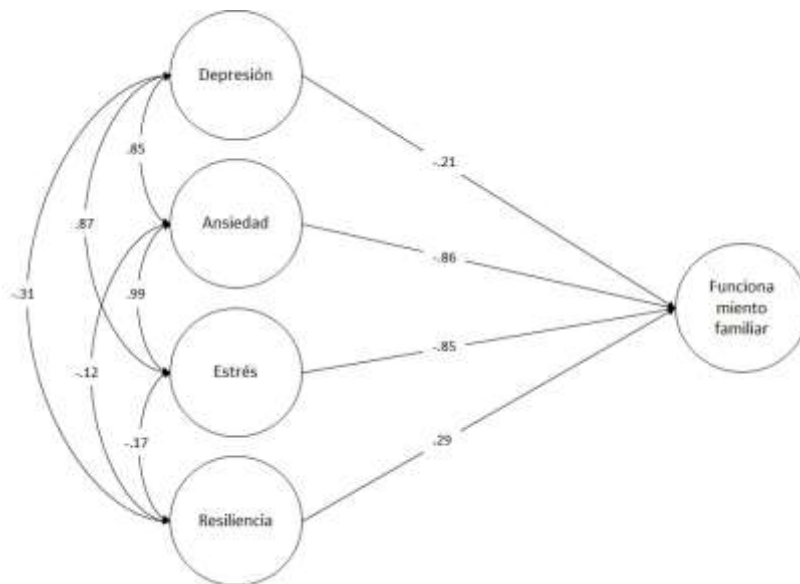 Depresión
.85
-.21
Ansiedad
.87
-.86
Funciona
miento
familiar
-.31
.99
-.85
Estrés
-.12
-.17
.29
Resiliencia